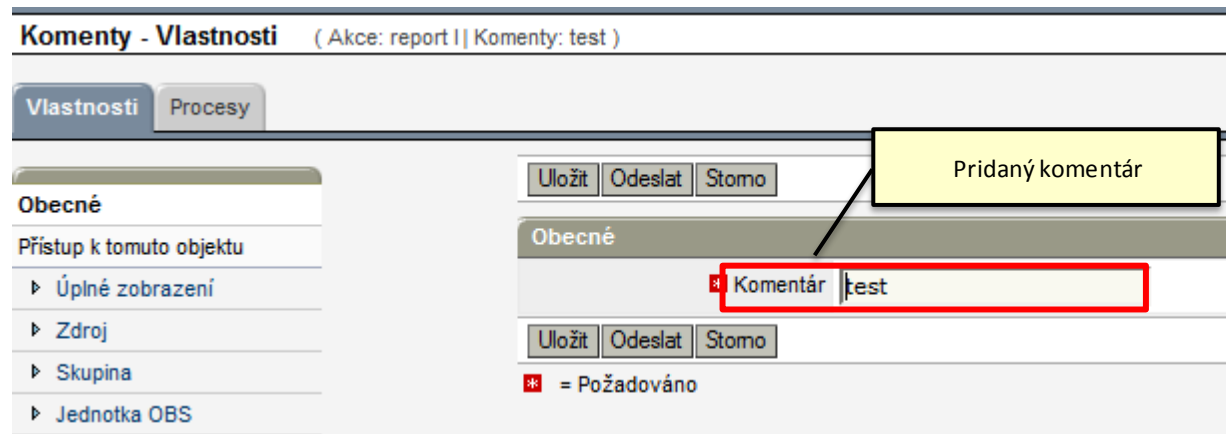 Komenty - Vlastnosti ( Akce: report I | Komenty: test )
Vlastnosti Procesy
Pridaný komentár
Uložit Odeslat Storno
Obecné
Obecné
Přístup k tomuto objektu
Komentár test
Úplné zobrazení
Zdroj
Uložit Odeslat Storno
Skupina
* = Požadováno
Jednotka OBS